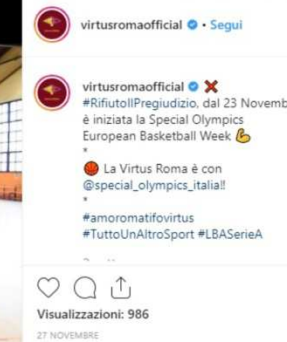 virtusromaofficial • Segui
virtusromaofficial
#RifiutoIlPregiudizio, dal 23 Novemb
è iniziata la Special Olympics
European Basketball Week
*
La Virtus Roma è con
@special_olympics_italia!!
*
#amoromatifovirtus
#TuttoUnAltroSport #LBASerieA
Visualizzazioni: 986
27 NOVEMBRE